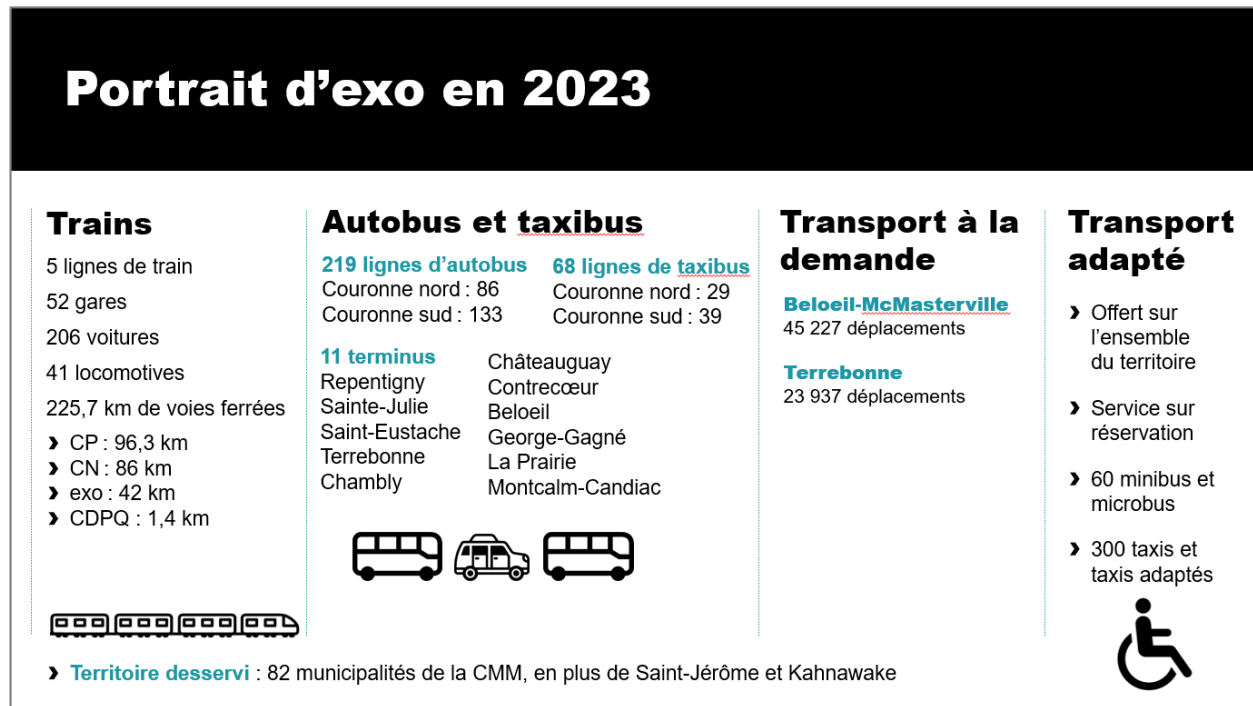 Portrait d’exo en 2023
Trains
5 lignes de train
52 gares
206 voitures
41 locomotives
225,7 km de voies ferrées
❯ CP : 96,3 km
❯ CN : 86 km
❯ exo : 42 km
❯ CDPQ : 1,4 km
Autobus et taxibus
219 lignes d’autobus
Couronne nord : 86
Couronne sud : 133
68 lignes de taxibus
Couronne nord : 29
Couronne sud : 39
11 terminus
Repentigny
Sainte-Julie
Saint-Eustache
Terrebonne
Chambly
Châteauguay
Contrecœur
Beloeil
George-Gagné
La Prairie
Montcalm-Candiac
Transport à la
demande
Beloeil-McMasterville
45 227 déplacements
Terrebonne
23 937 déplacements
Transport
adapté
❯ Offert sur
l’ensemble
du territoire
❯ Service sur
réservation
❯ 60 minibus et
microbus
❯ 300 taxis et
taxis adaptés
❯ Territoire desservi : 82 municipalités de la CMM, en plus de Saint-Jérôme et Kahnawake